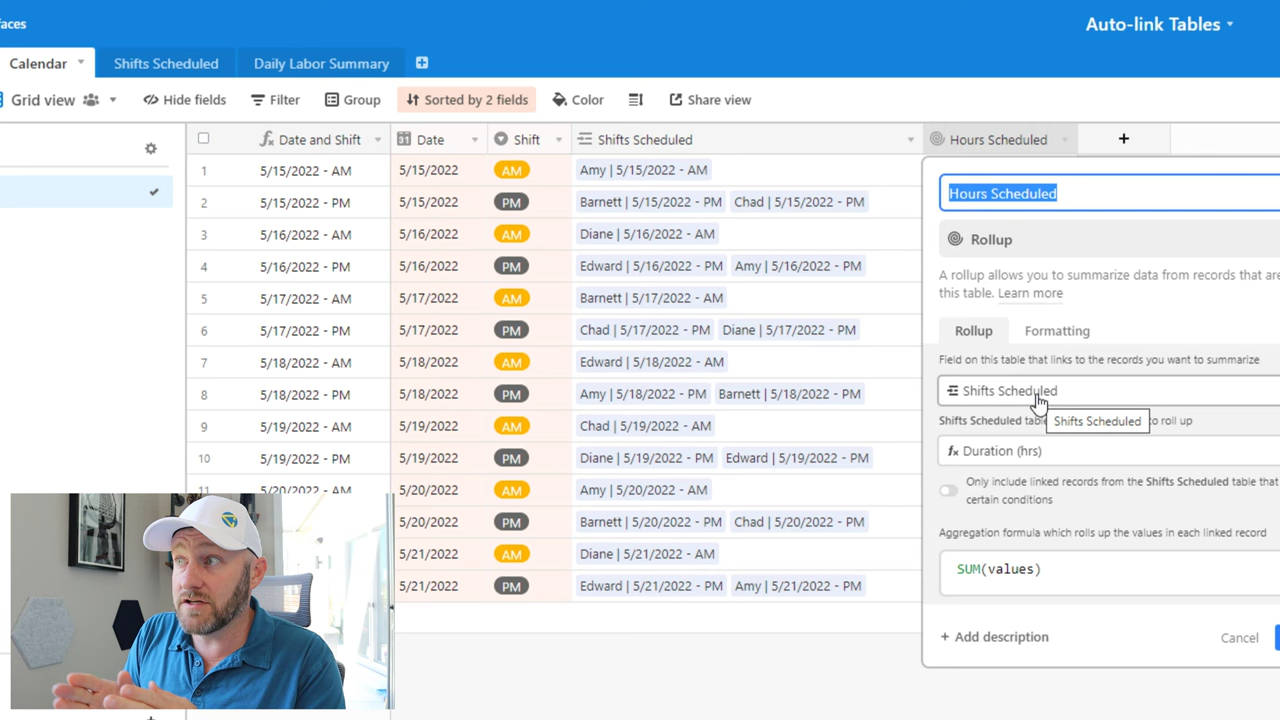 faces
Auto-link Tables
Calendar
Shifts Scheduled
Daily Labor Summary
Grid view
Hide fields
Filter
Group
Sorted by 2 fields
Color
Share view
Date and Shift
Date
Shift
Shifts Scheduled
Hours Scheduled
1 5/15/2022 - AM 5/15/2022 AM Amy | 5/15/2022 - AM
2 5/15/2022 - PM 5/15/2022 PM Barnett | 5/15/2022 - PM Chad | 5/15/2022 - PM
3 5/16/2022 - AM 5/16/2022 AM Diane | 5/16/2022 - AM
4 5/16/2022 - PM 5/16/2022 PM Edward | 5/16/2022 - PM Amy | 5/16/2022 - PM
5 5/17/2022 - AM 5/17/2022 AM Barnett | 5/17/2022 - AM
6 5/17/2022 - PM 5/17/2022 PM Chad | 5/17/2022 - PM Diane | 5/17/2022 - PM
7 5/18/2022 - AM 5/18/2022 AM Edward | 5/18/2022 - AM
8 5/18/2022 - PM 5/18/2022 PM Amy | 5/18/2022 - PM Barnett | 5/18/2022 - PM
9 5/19/2022 - AM 5/19/2022 AM Chad | 5/19/2022 - AM
10 5/19/2022 - PM 5/19/2022 PM Diane | 5/19/2022 - PM Edward | 5/19/2022 - PM
11 5/20/2022 - AM 5/20/2022 AM Amy | 5/20/2022 - AM
5/20/2022 PM Barnett | 5/20/2022 - PM Chad | 5/20/2022 - PM
5/21/2022 AM Diane | 5/21/2022 - AM
5/21/2022 PM Edward | 5/21/2022 - PM Amy | 5/21/2022 - PM
Hours Scheduled
Rollup
A rollup allows you to summarize data from records that are
this table. Learn more
Rollup
Formatting
Field on this table that links to the records you want to summarize
Shifts Scheduled
Shifts Scheduled
Shifts Scheduled to roll up
Duration (hrs)
Only include linked records from the Shifts Scheduled table that
certain conditions
Aggregation formula which rolls up the values in each linked record
SUM(values)
+ Add description
Cancel